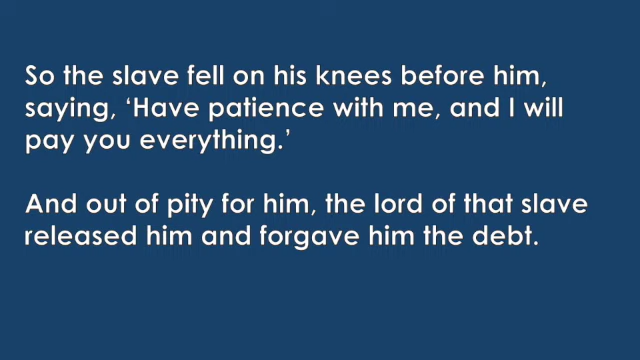 So the slave fell on his knees before him,
saying, ‘Have patience with me, and I will
pay you everything.’
And out of pity for him, the lord of that slave
released him and forgave him the debt.